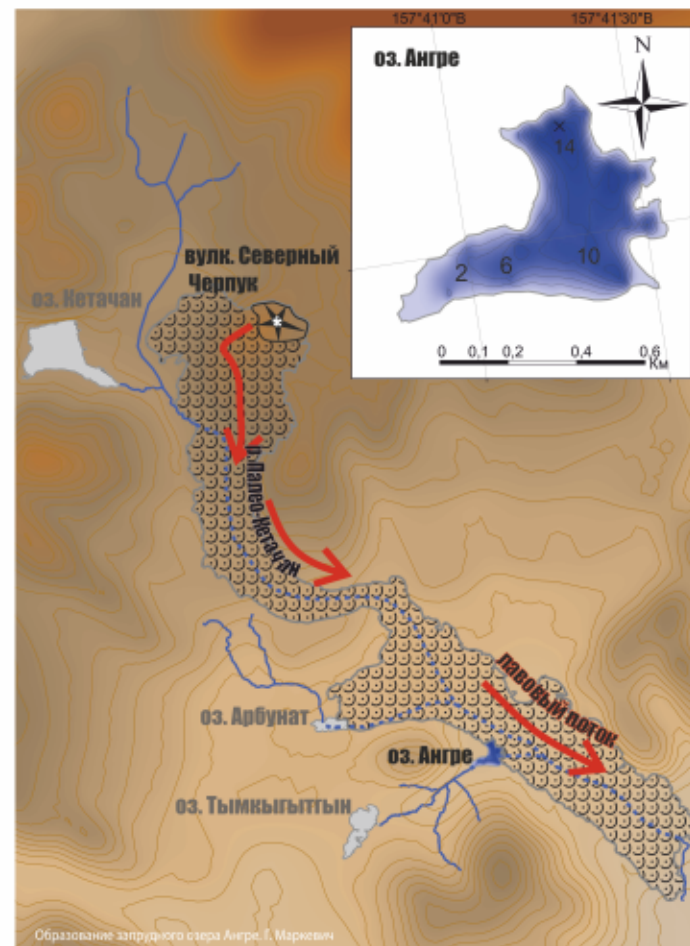 157°41'0"В
157°41'30"В
оз. Ангре
N
14
2
6
10
0
0,1
0,2
0,4
0,6
Км
вулк. Северный
Черпук
оз. Кетачан
р. Палео-Кетачан
лавовый поток
оз. Арбунат
оз. Ангре
оз. Тымкыгытгын
Образование запрудного озера Ангре. Г. Маркевич